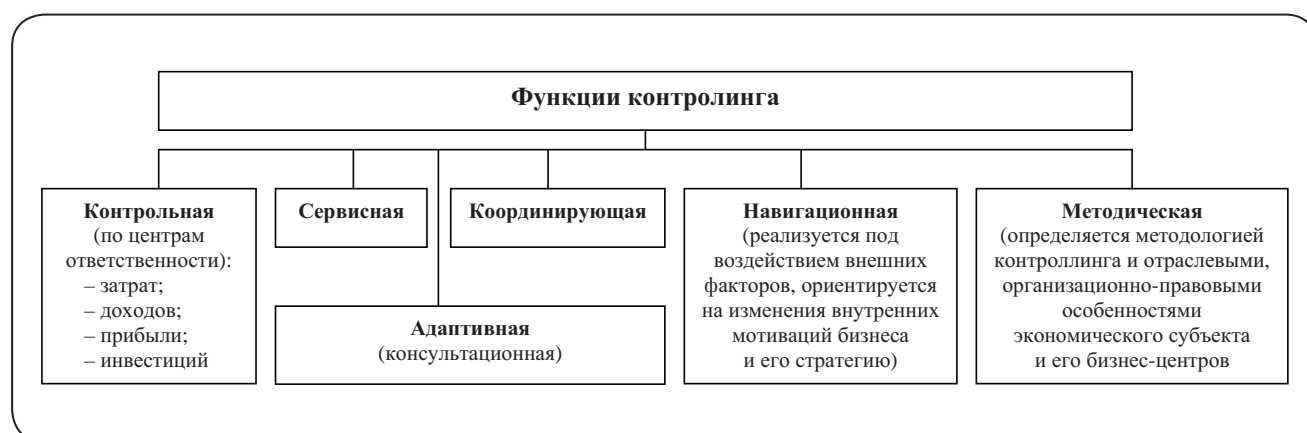 Функции контролинга
Контрольная
(по центрам
ответственности):
– затрат;
– доходов;
– прибыли;
– инвестиций
Сервисная
Координирующая
Адаптивная
(консультационная)
Навигационная
(реализуется под
воздействием внешних
факторов, ориентируется
на изменения внутренних
мотиваций бизнеса
и его стратегию)
Методическая
(определяется методологией
контроллинга и отраслевыми,
организационно-правовыми
особенностями
экономического субъекта
и его бизнес-центров